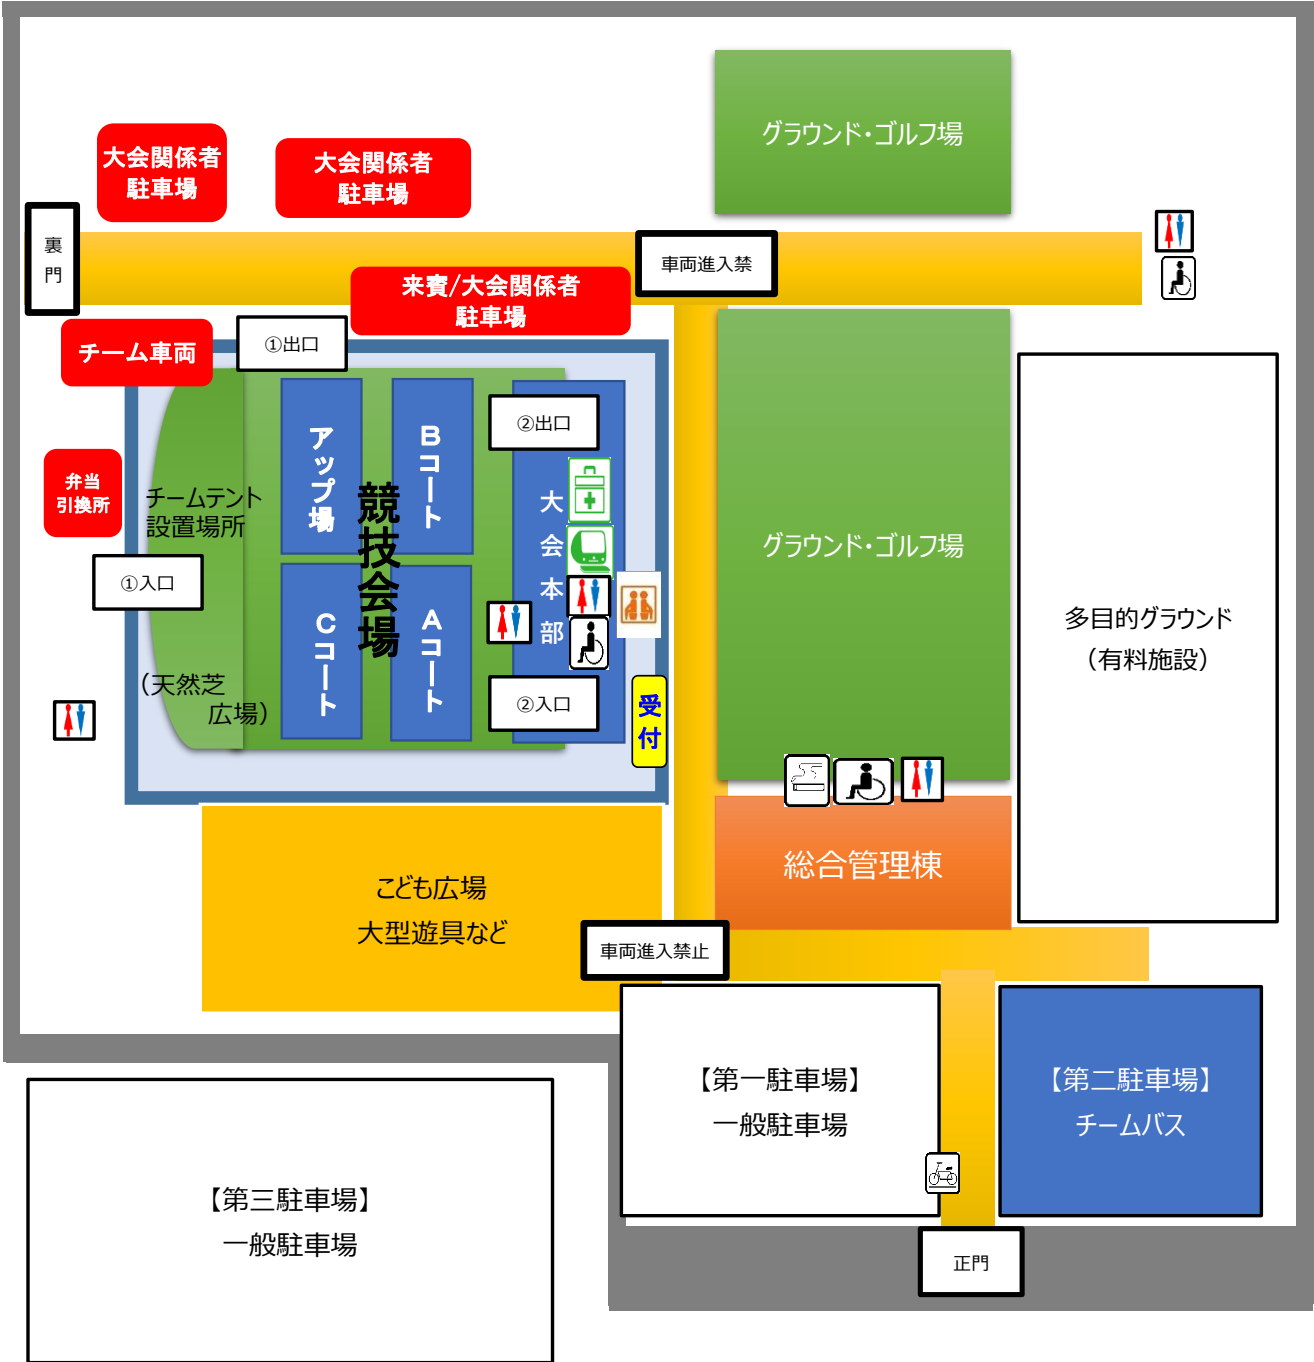 グラウンド・ゴルフ場
大会関係者
駐車場
大会関係者
駐車場
裏
門
車両進入禁
来賓/大会関係者
駐車場
チーム車両
①出口
②出口
アップ場
Bコート
競技会場
大会本部
弁当
引換所
チームテント
設置場所
グラウンド・ゴルフ場
①入口
Cコート
Aコート
多目的グラウンド
（有料施設）
（天然芝
広場）
②入口
受付
総合管理棟
こども広場
大型遊具など
車両進入禁止
【第一駐車場】
一般駐車場
【第二駐車場】
チームバス
【第三駐車場】
一般駐車場
正門